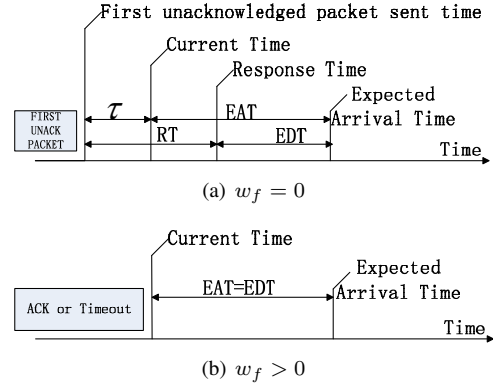 First unacknowledged packet sent time
Current Time
Response Time
Expected
Arrival Time
FIRST
UNACK
PACKET
τ
EAT
RT
EDT
Time
(a) w_f = 0
Current Time
Expected
Arrival Time
EAT=EDT
ACK or Timeout
Time
(b) w_f > 0